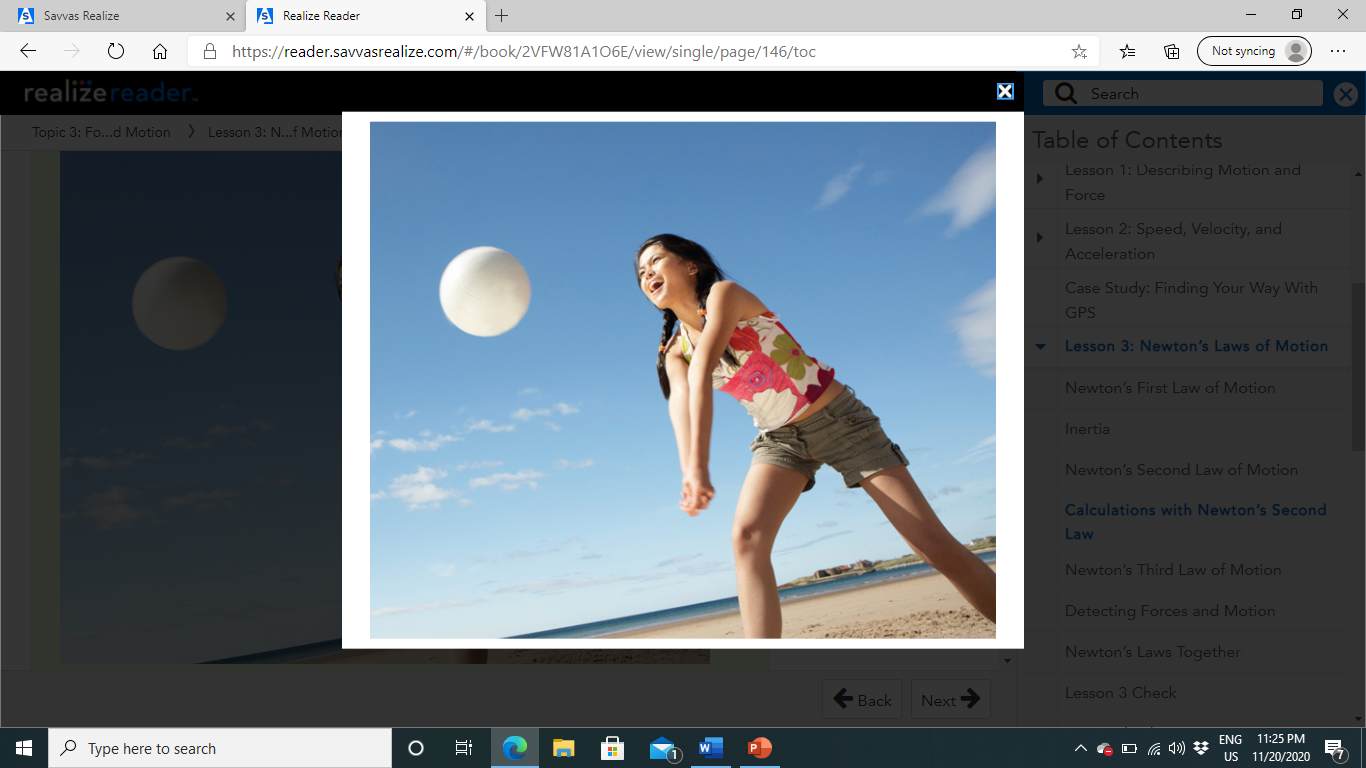 Savvas Realize
Realize Reader
https://reader.savvasrealize.com/#/book/2VFW81A1O6E/view/single/page/146/toc
Not syncing
realize reader
Search
Topic 3: Fo...d Motion
Lesson 3: N...f Motion
Table of Contents
Lesson 1: Describing Motion and
Force
Lesson 2: Speed, Velocity, and
Acceleration
Case Study: Finding Your Way With
GPS
Lesson 3: Newton's Laws of Motion
Newton's First Law of Motion
Inertia
Newton's Second Law of Motion
Calculations with Newton's Second
Law
Newton's Third Law of Motion
Detecting Forces and Motion
Newton's Laws Together
Lesson 3 Check
Back
Next
Type here to search
1
ENG
US
11:25 PM
11/20/2020
7